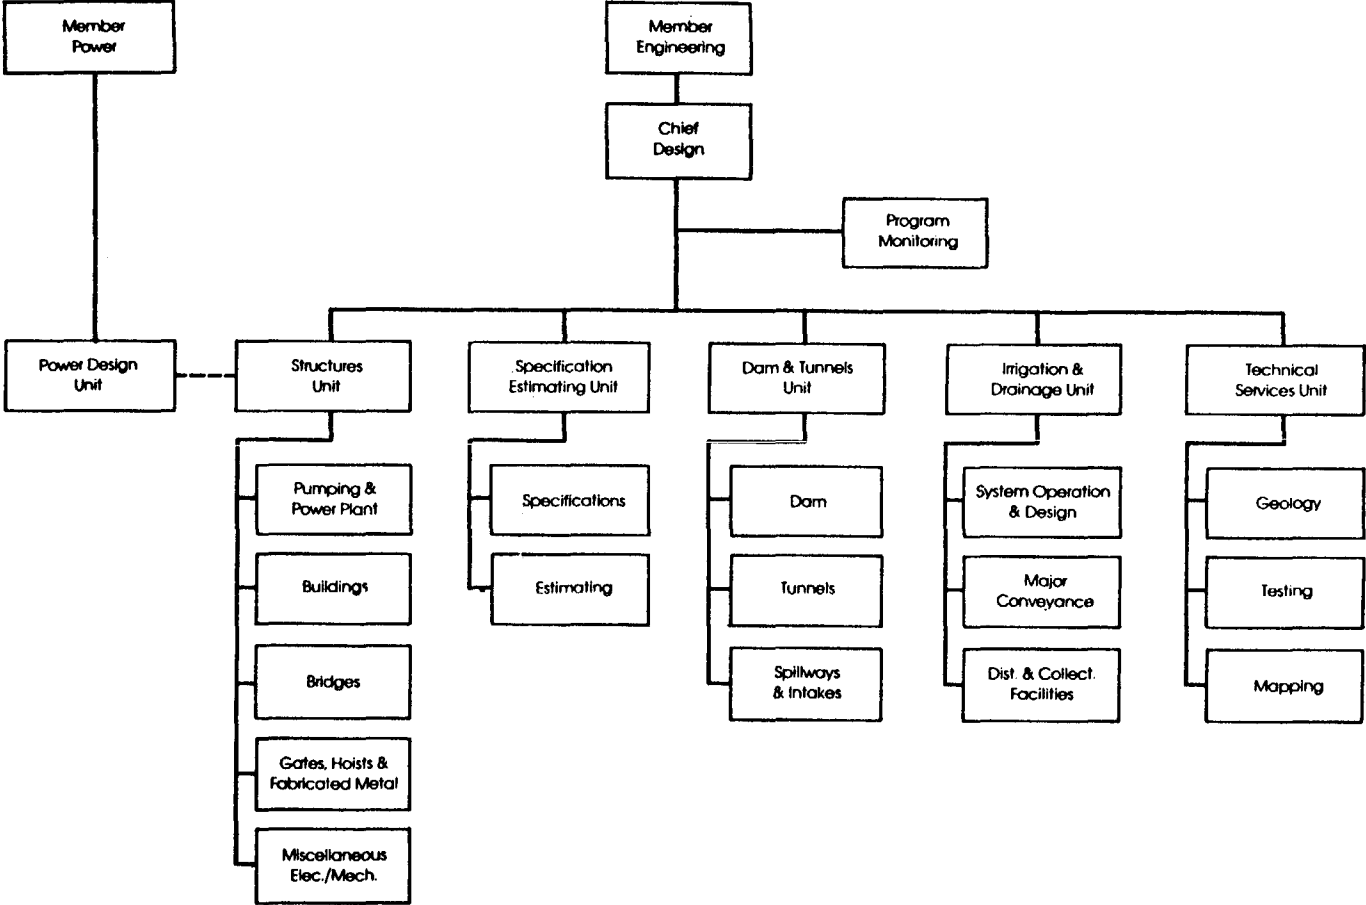 Member
Power
Member
Engineering
Chief
Design
Program
Monitoring
Power Design
Unit
Structures
Unit
Specification
Estimating Unit
Dam & Tunnels
Unit
Irrigation &
Drainage Unit
Technical
Services Unit
Pumping &
Power Plant
Buildings
Bridges
Gates, Hoists &
Fabricated Metal
Miscellaneous
Elec./Mech.
Specifications
Estimating
Dam
Tunnels
Spillways
& Intakes
System Operation
& Design
Major
Conveyance
Dist. & Collect.
Facilities
Geology
Testing
Mapping